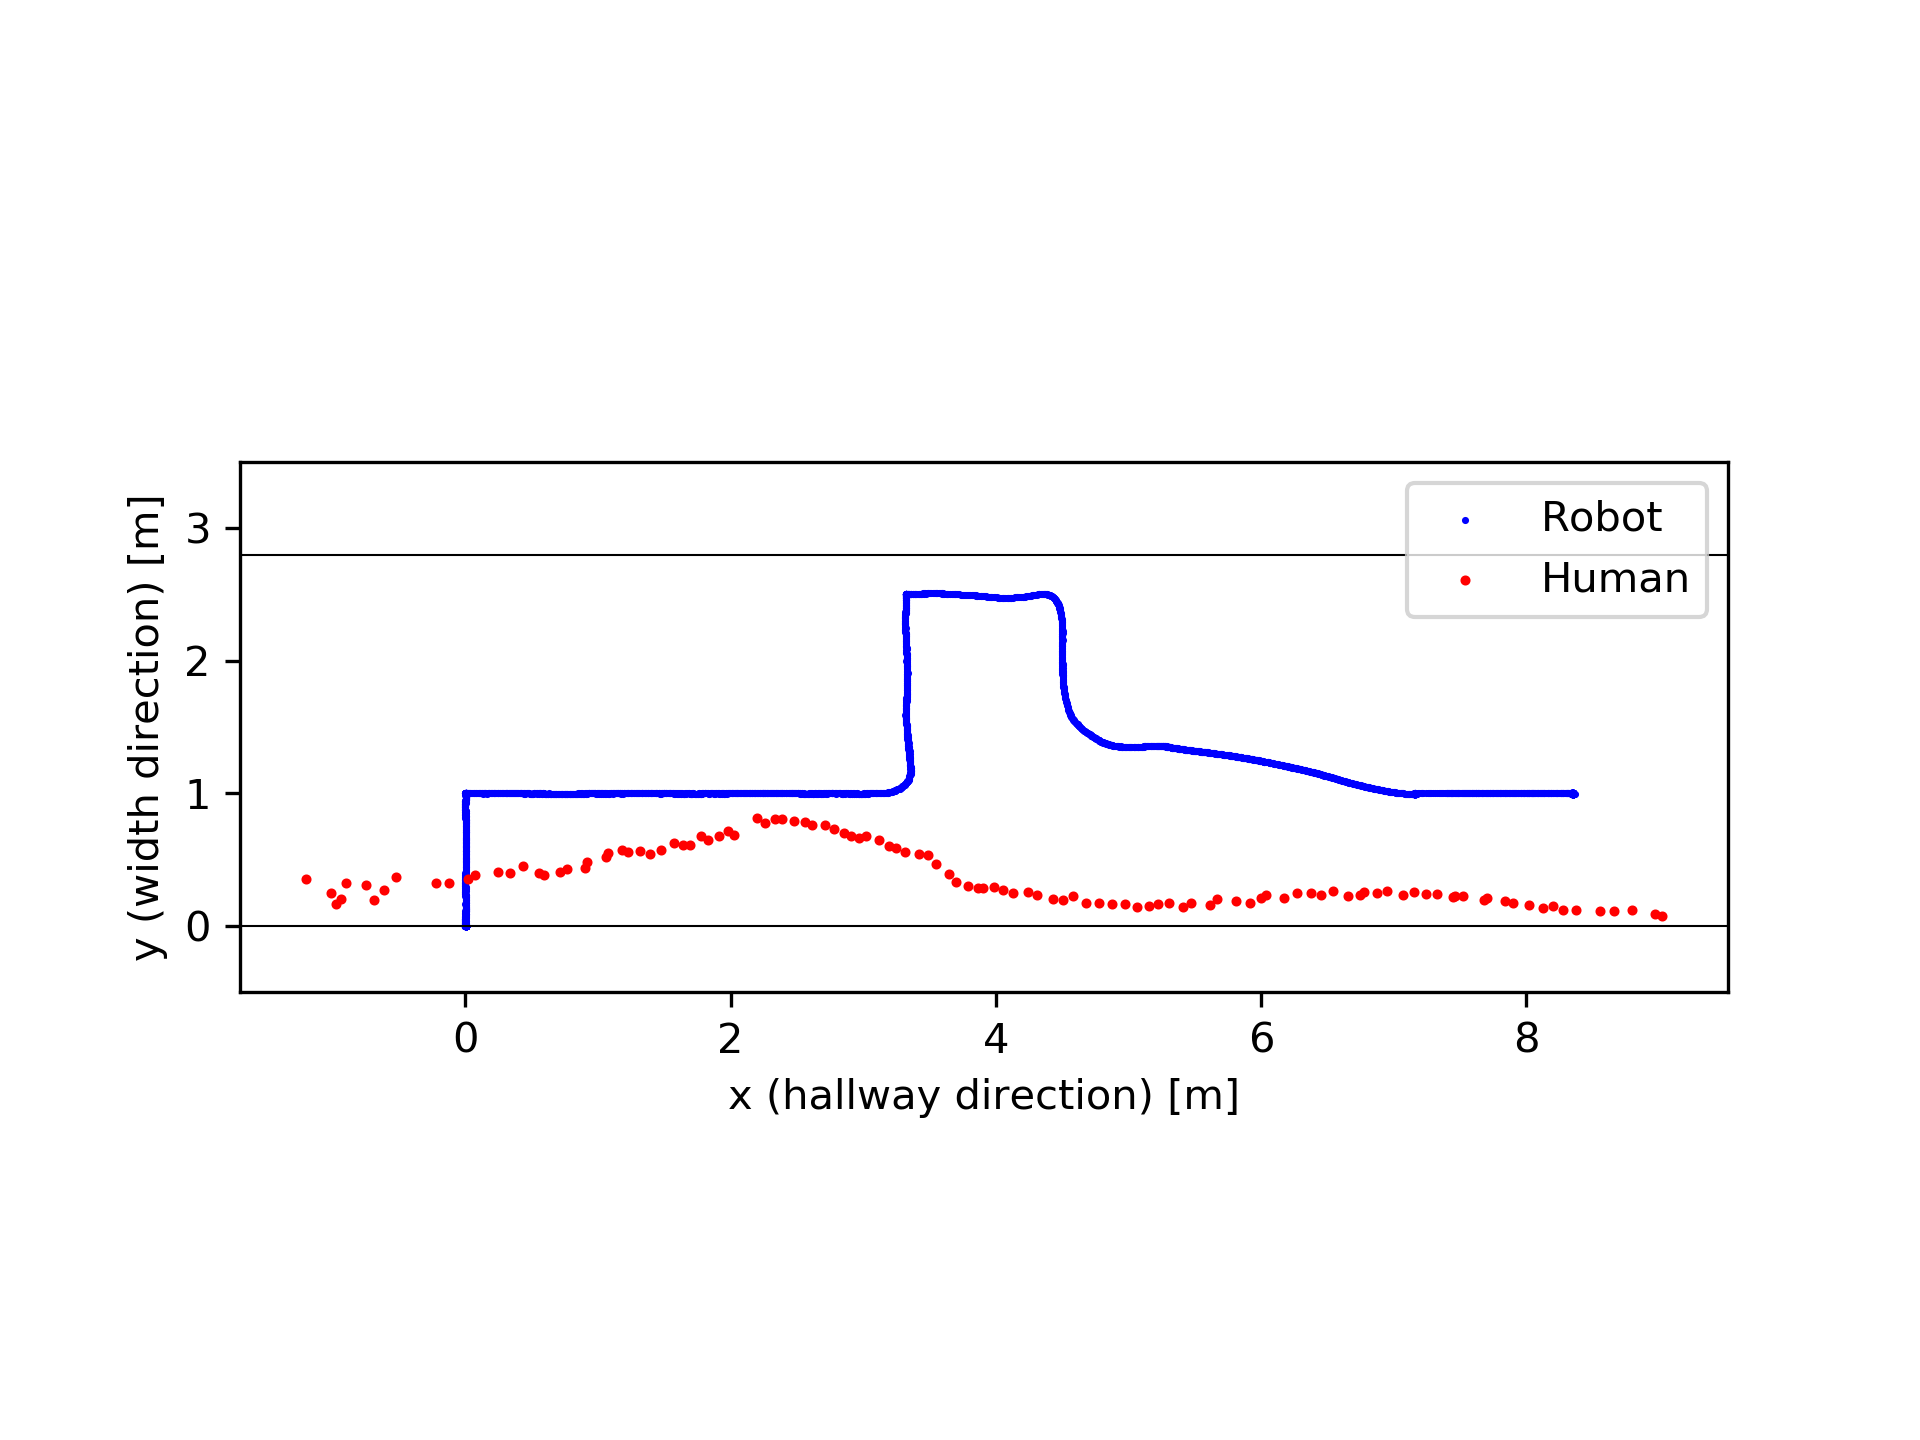 Robot
Human
3
2
1
0
y (width direction) [m]
0 2 4 6 8
x (hallway direction) [m]